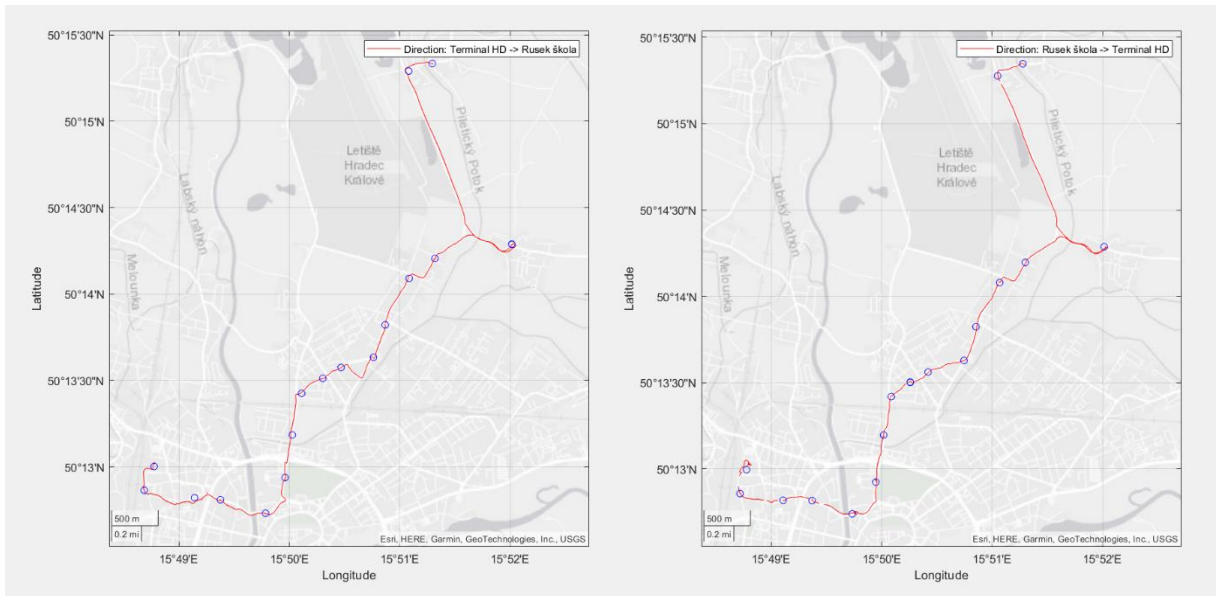 50°15'30"N
50°15'N
50°14'30"N
50°14'N
50°13'30"N
50°13'N
Latitude
Direction: Terminal HD -> Rusek škola
Letiště
Hradec
Králové
Piletický Potok
Labský náhon
Melounka
500 m
0.2 mi
Esri, HERE, Garmin, GeoTechnologies, Inc., USGS
15°49'E
15°50'E
15°51'E
15°52'E
Longitude
50°15'30"N
50°15'N
50°14'30"N
50°14'N
50°13'30"N
50°13'N
Latitude
Direction: Rusek škola -> Terminal HD
Letiště
Hradec
Králové
Piletický Potok
Labský náhon
Melounka
500 m
0.2 mi
Esri, HERE, Garmin, GeoTechnologies, Inc., USGS
15°49'E
15°50'E
15°51'E
15°52'E
Longitude